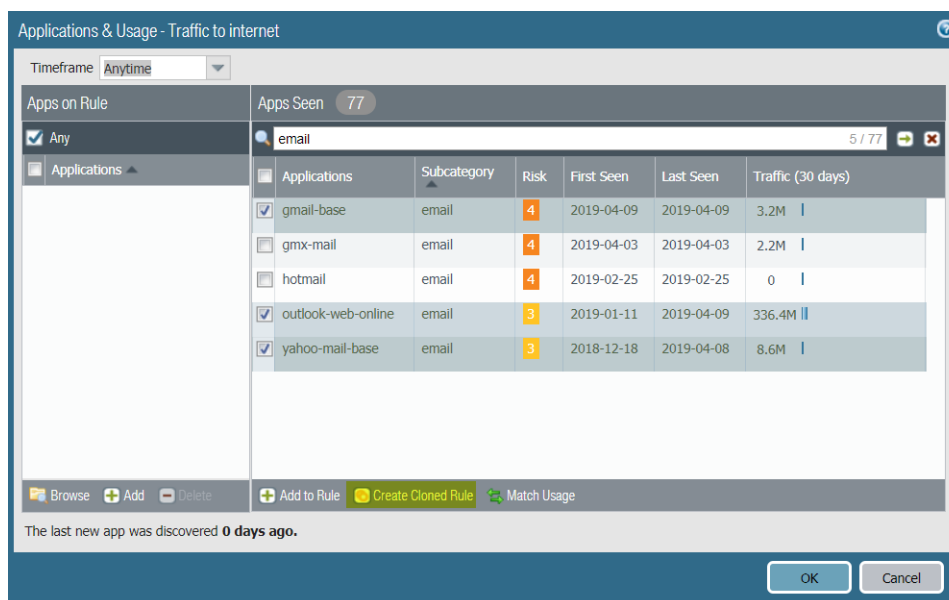 Applications & Usage - Traffic to internet
Timeframe Anytime
Apps on Rule
Apps Seen 77
Any
email 5 / 77
Applications
Applications Subcategory Risk First Seen Last Seen Traffic (30 days)
gmail-base email 4 2019-04-09 2019-04-09 3.2M
gmx-mail email 4 2019-04-03 2019-04-03 2.2M
hotmail email 4 2019-02-25 2019-02-25 0
outlook-web-online email 3 2019-01-11 2019-04-09 336.4M
yahoo-mail-base email 3 2018-12-18 2019-04-08 8.6M
Browse Add Delete
Add to Rule Create Cloned Rule Match Usage
The last new app was discovered 0 days ago.
OK Cancel